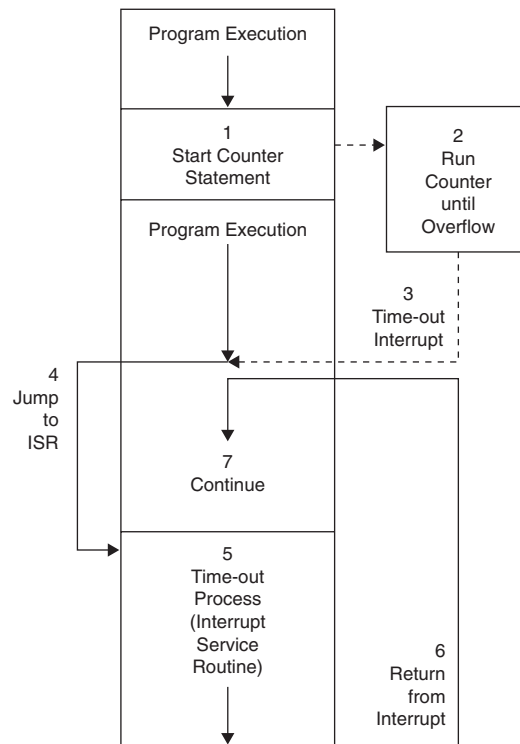 Program Execution
1
Start Counter
Statement
2
Run
Counter
until
Overflow
Program Execution
3
Time-out
Interrupt
4
Jump
to
ISR
7
Continue
5
Time-out
Process
(Interrupt
Service
Routine)
6
Return
from
Interrupt